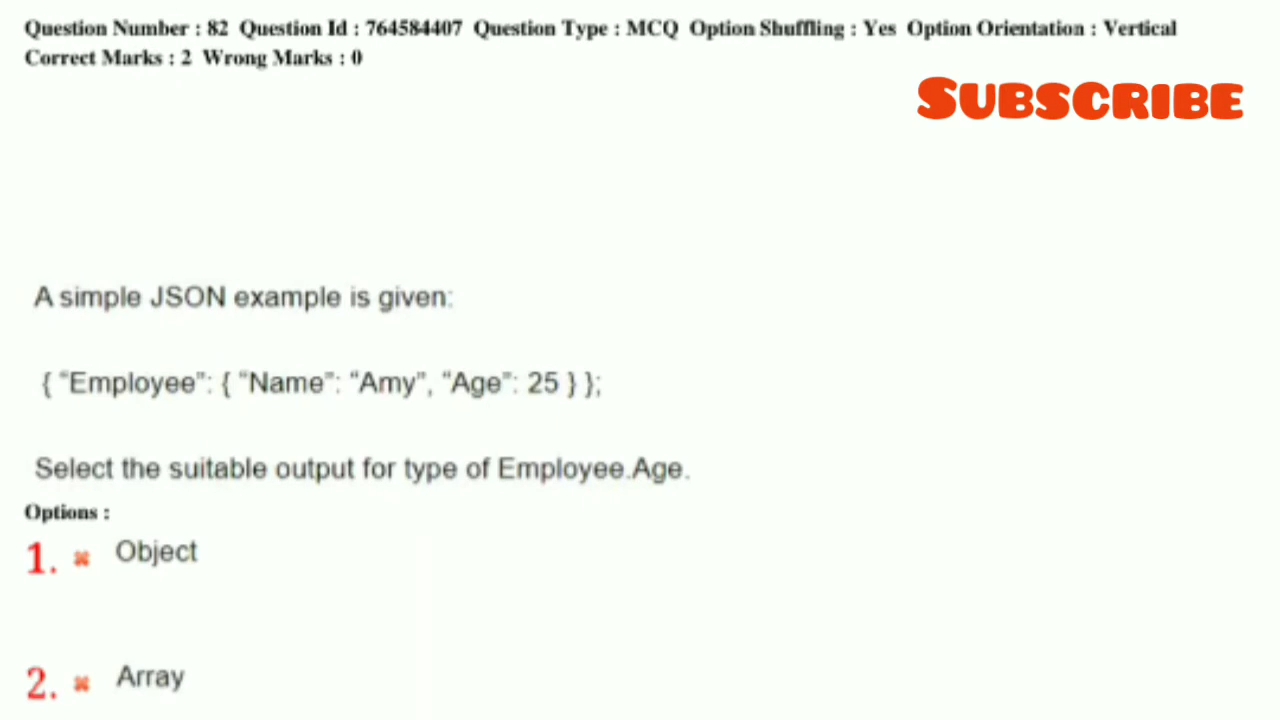 Question Number : 82 Question Id : 764584407 Question Type : MCQ Option Shuffling : Yes Option Orientation : Vertical
Correct Marks : 2 Wrong Marks : 0
SUBSCRIBE
A simple JSON example is given:
{ “Employee”: { “Name”: “Amy”, “Age”: 25 } };
Select the suitable output for type of Employee.Age.
Options :
1. ✖ Object
2. ✖ Array